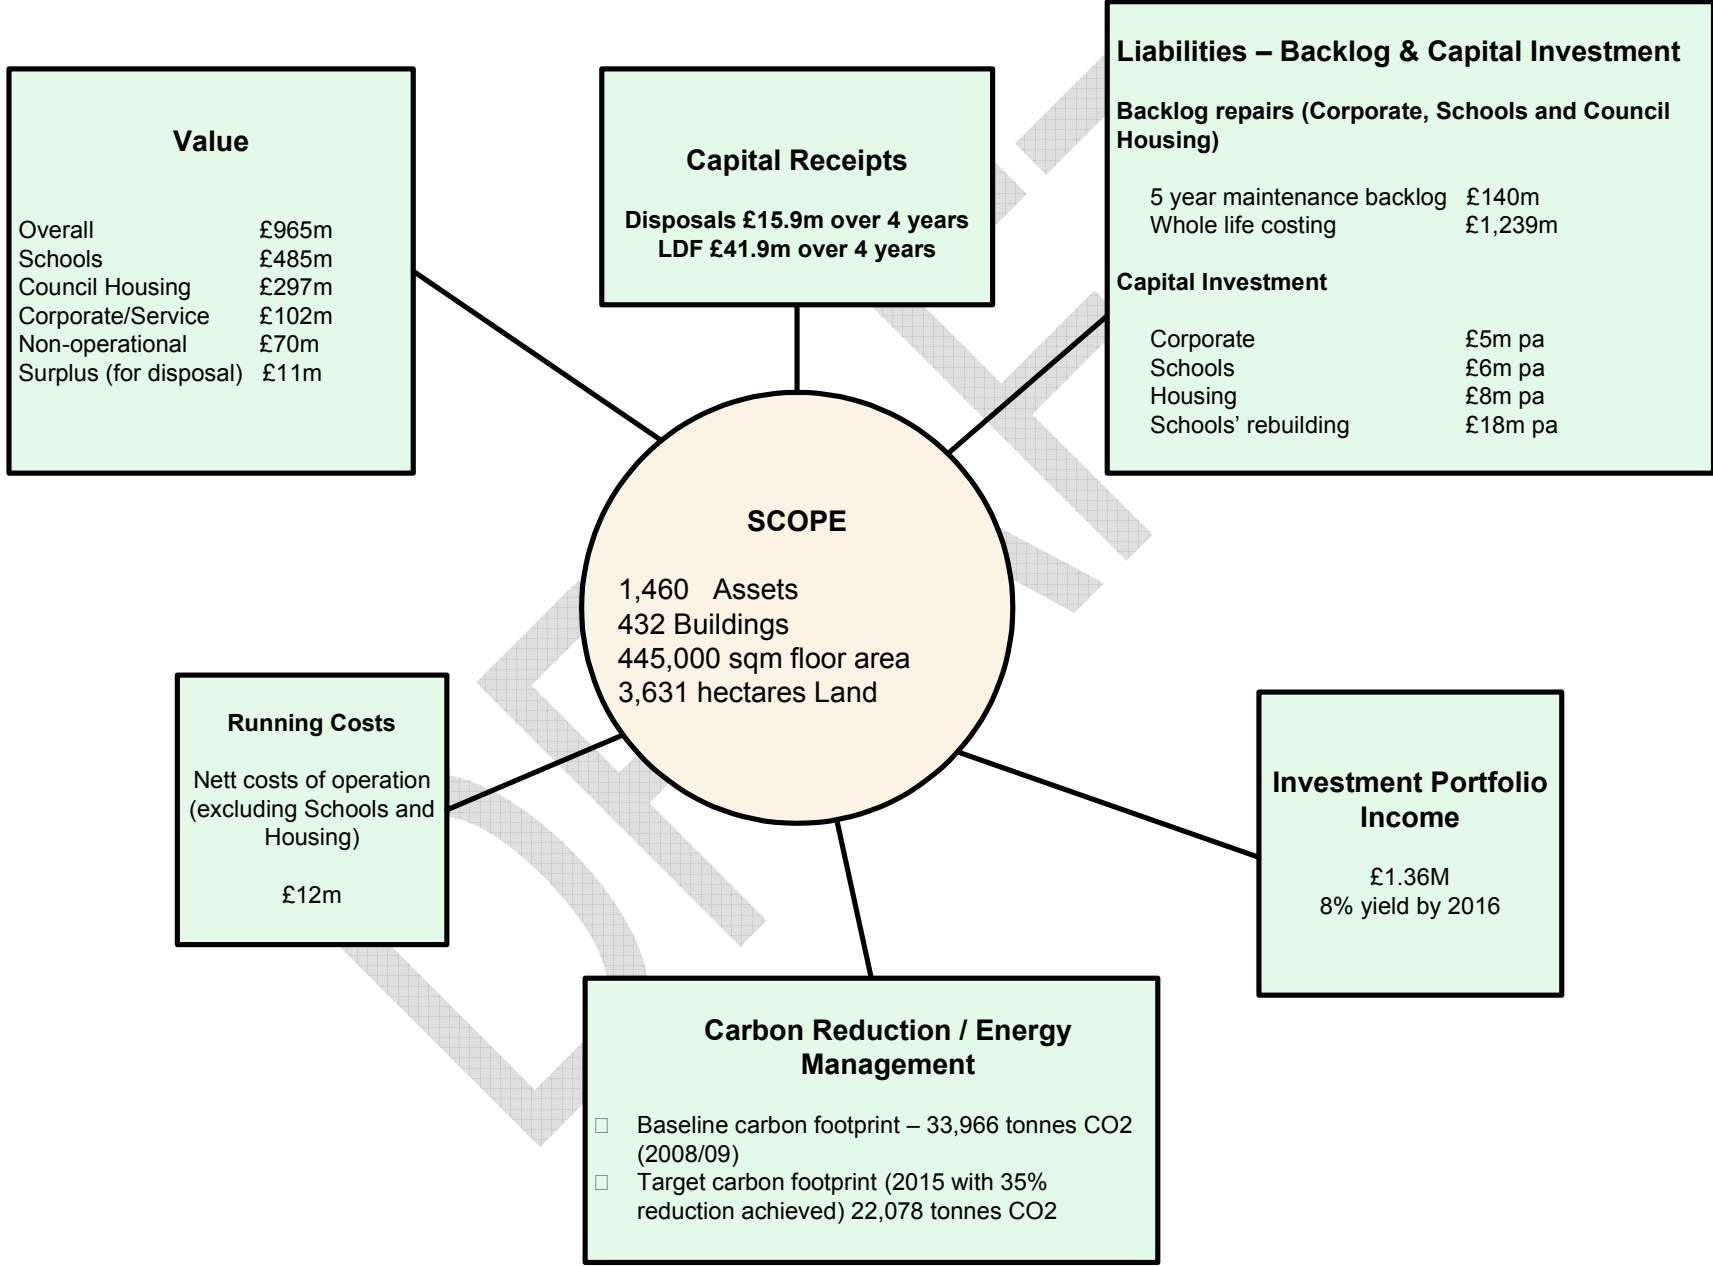 Value
Overall £965m
Schools £485m
Council Housing £297m
Corporate/Service £102m
Non-operational £70m
Surplus (for disposal) £11m
Capital Receipts
Disposals £15.9m over 4 years
LDF £41.9m over 4 years
Liabilities – Backlog & Capital Investment
Backlog repairs (Corporate, Schools and Council
Housing)
5 year maintenance backlog £140m
Whole life costing £1,239m
Capital Investment
Corporate £5m pa
Schools £6m pa
Housing £8m pa
Schools’ rebuilding £18m pa
SCOPE
1,460 Assets
432 Buildings
445,000 sqm floor area
3,631 hectares Land
Running Costs
Nett costs of operation
(excluding Schools and
Housing)
£12m
Investment Portfolio
Income
£1.36M
8% yield by 2016
Carbon Reduction / Energy
Management
Baseline carbon footprint – 33,966 tonnes CO2
(2008/09)
Target carbon footprint (2015 with 35%
reduction achieved) 22,078 tonnes CO2
DRAFT